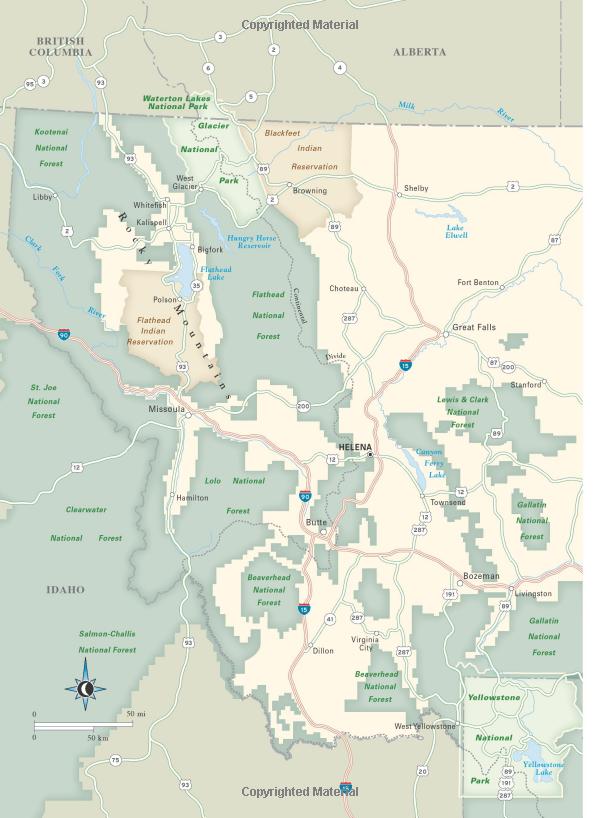 Copyrighted Material
BRITISH
COLUMBIA
ALBERTA
3
2
6
4
95
3
93
5
Waterton Lakes
National Park
Milk
River
Kootenai
National
Forest
Glacier
National
Park
Blackfeet
Indian
Reservation
93
89
West
Glacier
Browning
Shelby
2
Libby
Whitefish
2
Kalispell
2
89
Lake
Elwell
87
Rocky
Mountains
Hungry Horse
Reservoir
Bigfork
Clark
Fork
River
Flathead
Lake
35
Choteau
Fort Benton
Polson
Flathead
National
Forest
Continental
Divide
287
Flathead
Indian
Reservation
90
Great Falls
15
87
200
93
Stanford
St. Joe
National
Forest
Lewis & Clark
National
Forest
Missoula
200
89
HELENA
12
12
Canyon
Ferry
Lake
Lolo National
Forest
Hamilton
90
12
Townsend
Gallatin
National
Forest
Clearwater
National Forest
12
287
Butte
Beaverhead
National
Forest
Bozeman
IDAHO
191
Livingston
89
15
41
287
Gallatin
National
Forest
Salmon-Challis
National Forest
93
Virginia
City
Dillon
287
Beaverhead
National
Forest
Yellowstone
National
Park
0
50 mi
0
50 km
West Yellowstone
Yellowstone
Lake
75
20
89
191
287
93
15
Copyrighted Material